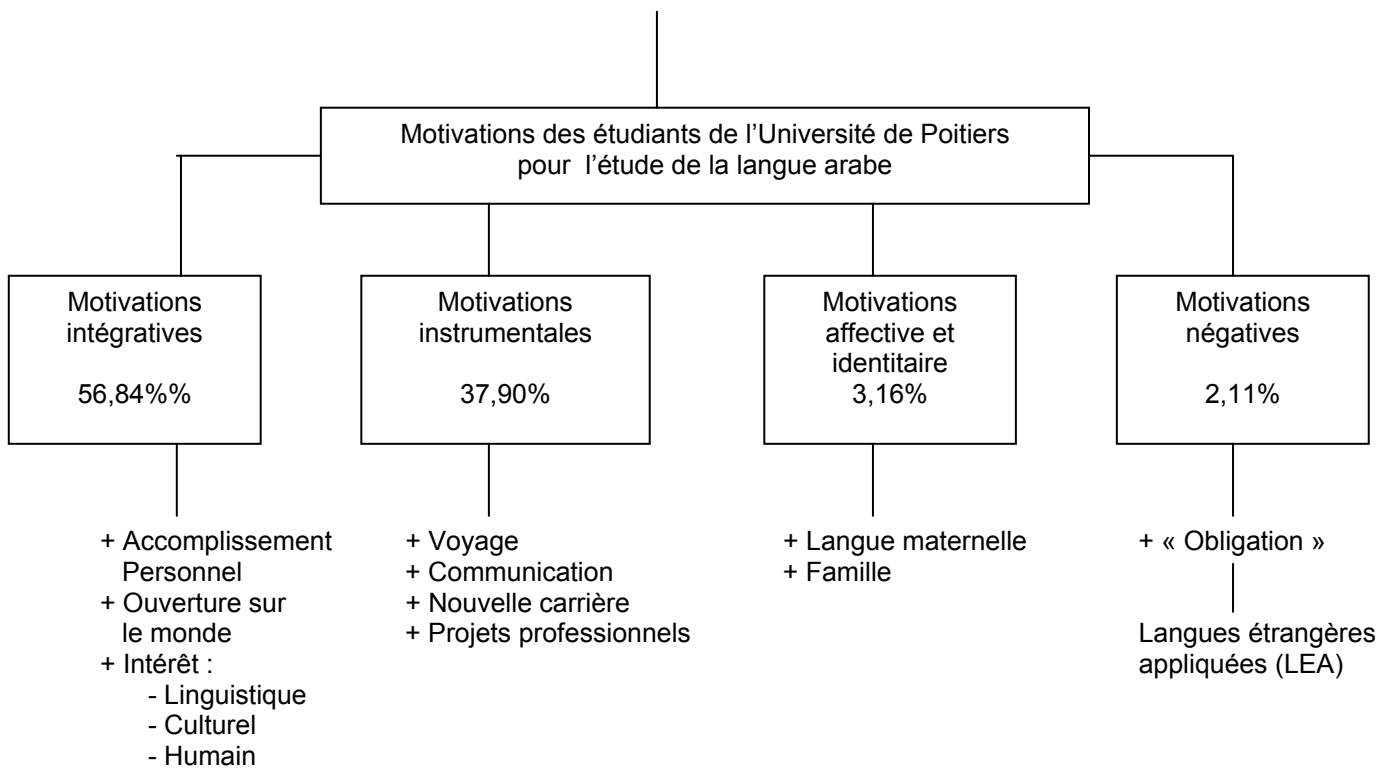 Motivations des étudiants de l’Université de Poitiers
pour l’étude de la langue arabe
Motivations
intégratives
56,84%%
Motivations
instrumentales
37,90%
Motivations
affective et
identitaire
3,16%
Motivations
négatives
2,11%
+ Accomplissement
Personnel
+ Ouverture sur
le monde
+ Intérêt :
- Linguistique
- Culturel
- Humain
+ Voyage
+ Communication
+ Nouvelle carrière
+ Projets professionnels
+ Langue maternelle
+ Famille
+ « Obligation »
Langues étrangères
appliquées (LEA)